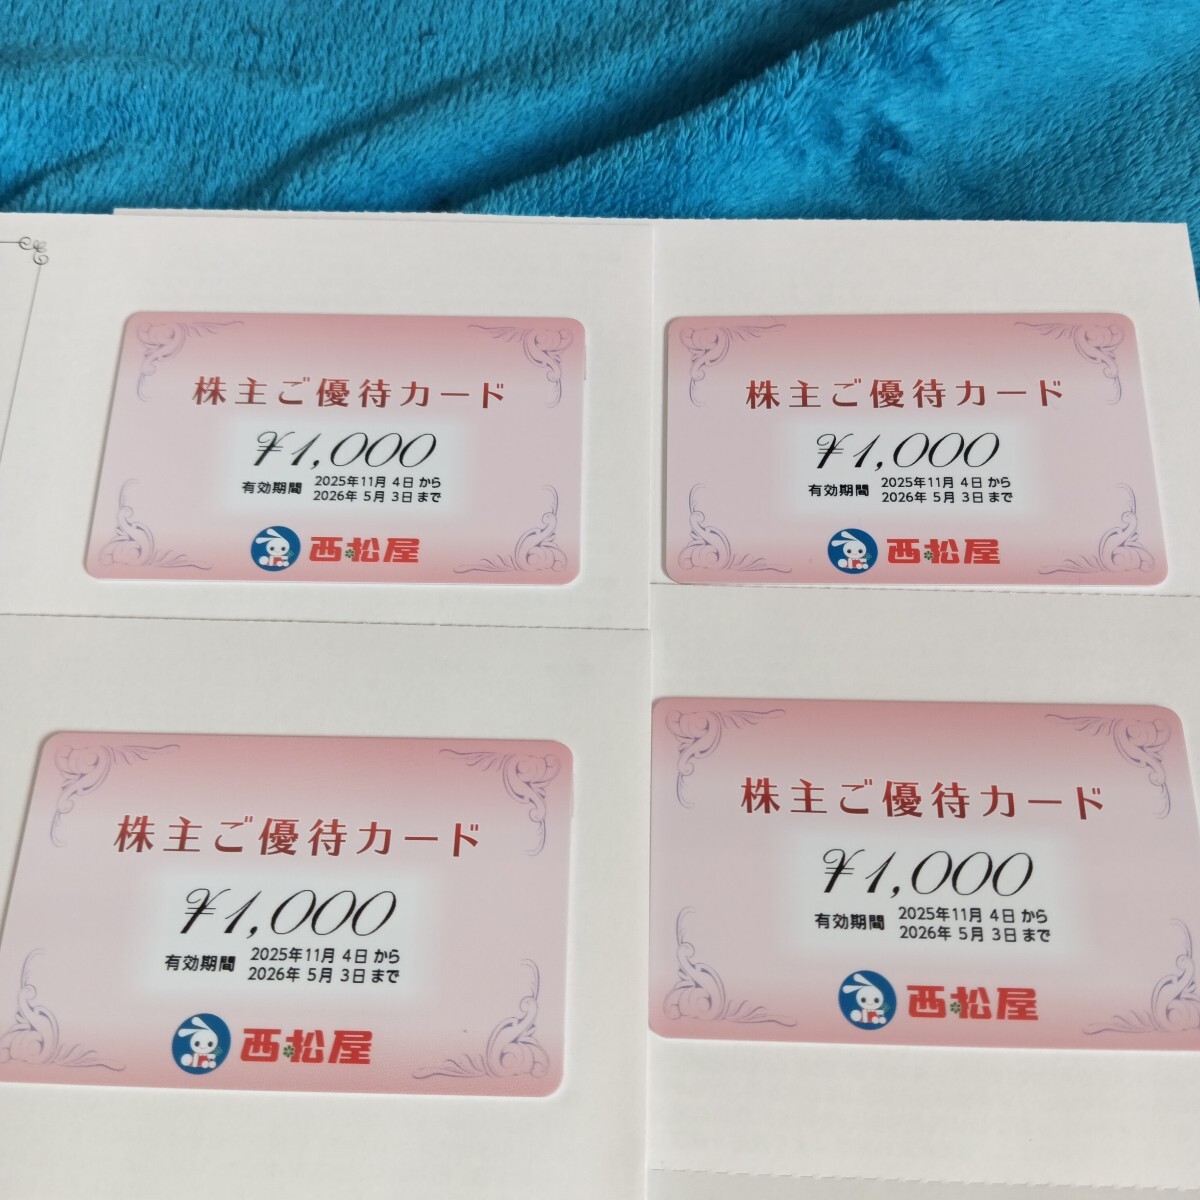 株主ご優待カード
¥1,000
有効期間 2025年11月 4日 から
2026年 5月 3日 まで
西松屋
株主ご優待カード
¥1,000
有効期間 2025年11月 4日 から
2026年 5月 3日 まで
西松屋
株主ご優待カード
¥1,000
有効期間 2025年11月 4日 から
2026年 5月 3日 まで
西松屋
株主ご優待カード
¥1,000
有効期間 2025年11月 4日 から
2026年 5月 3日 まで
西松屋